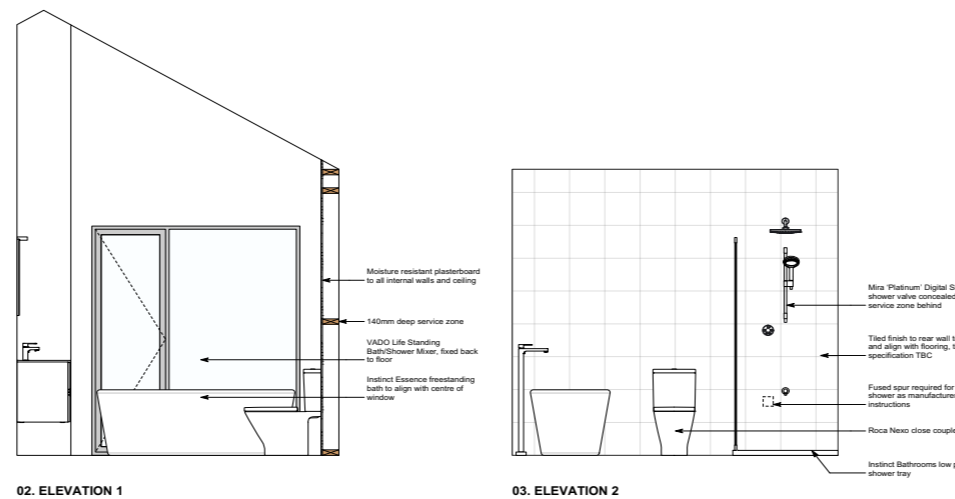 Moisture resistant plasterboard
to all internal walls and ceiling
140mm deep service zone
VADO Life Standing
Bath/Shower Mixer, fixed back
to floor
Instinct Essence freestanding
bath to align with centre of
window
02. ELEVATION 1
Mira 'Platinum' Digital S
shower valve concealed
service zone behind
Tiled finish to rear wall t
and align with flooring, t
specification TBC
Fused spur required for
shower as manufacture
instructions
Roca Nexo close couple
Instinct Bathrooms low p
shower tray
03. ELEVATION 2